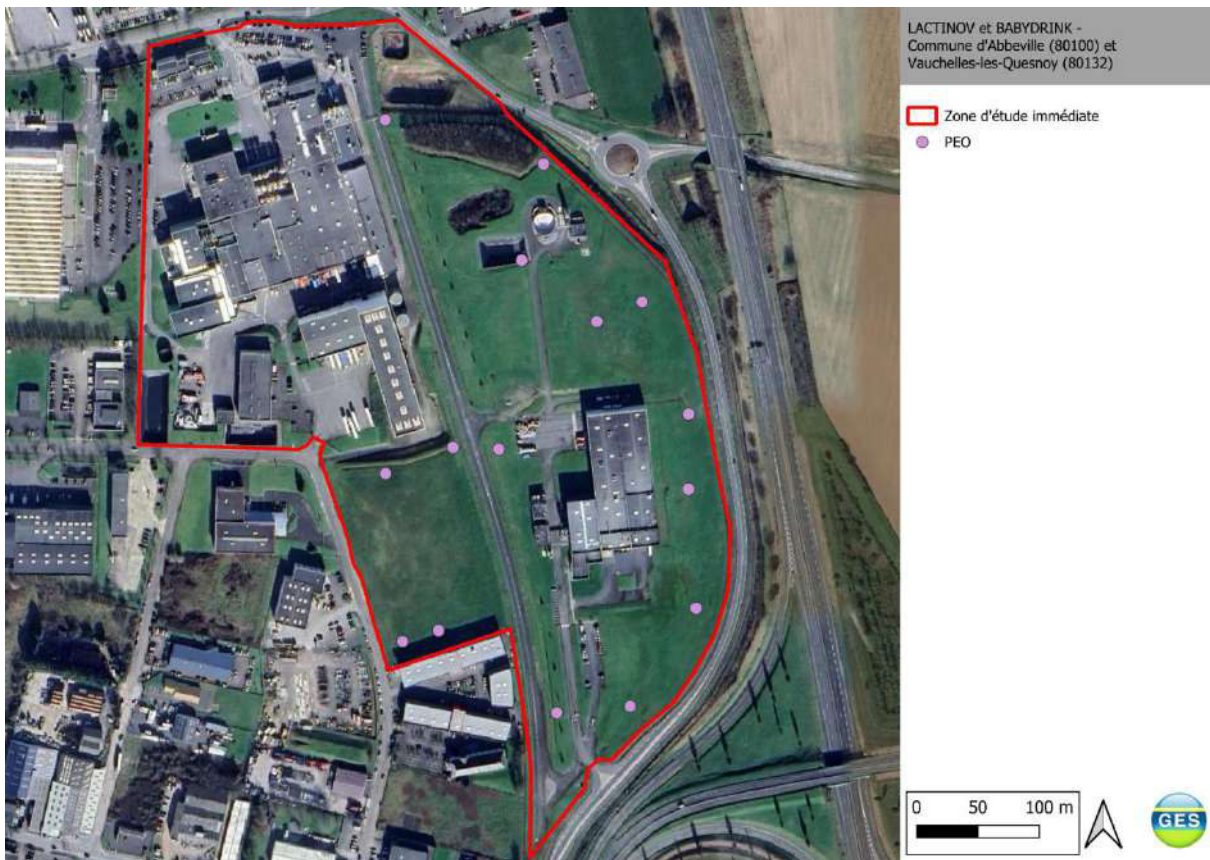 LACTINOV et BABYDRINK -
Commune d'Abbeville (80100) et
Vauchelles-les-Quesnoy (80132)
Zone d'étude immédiate
PEO
0 50 100 m
GES